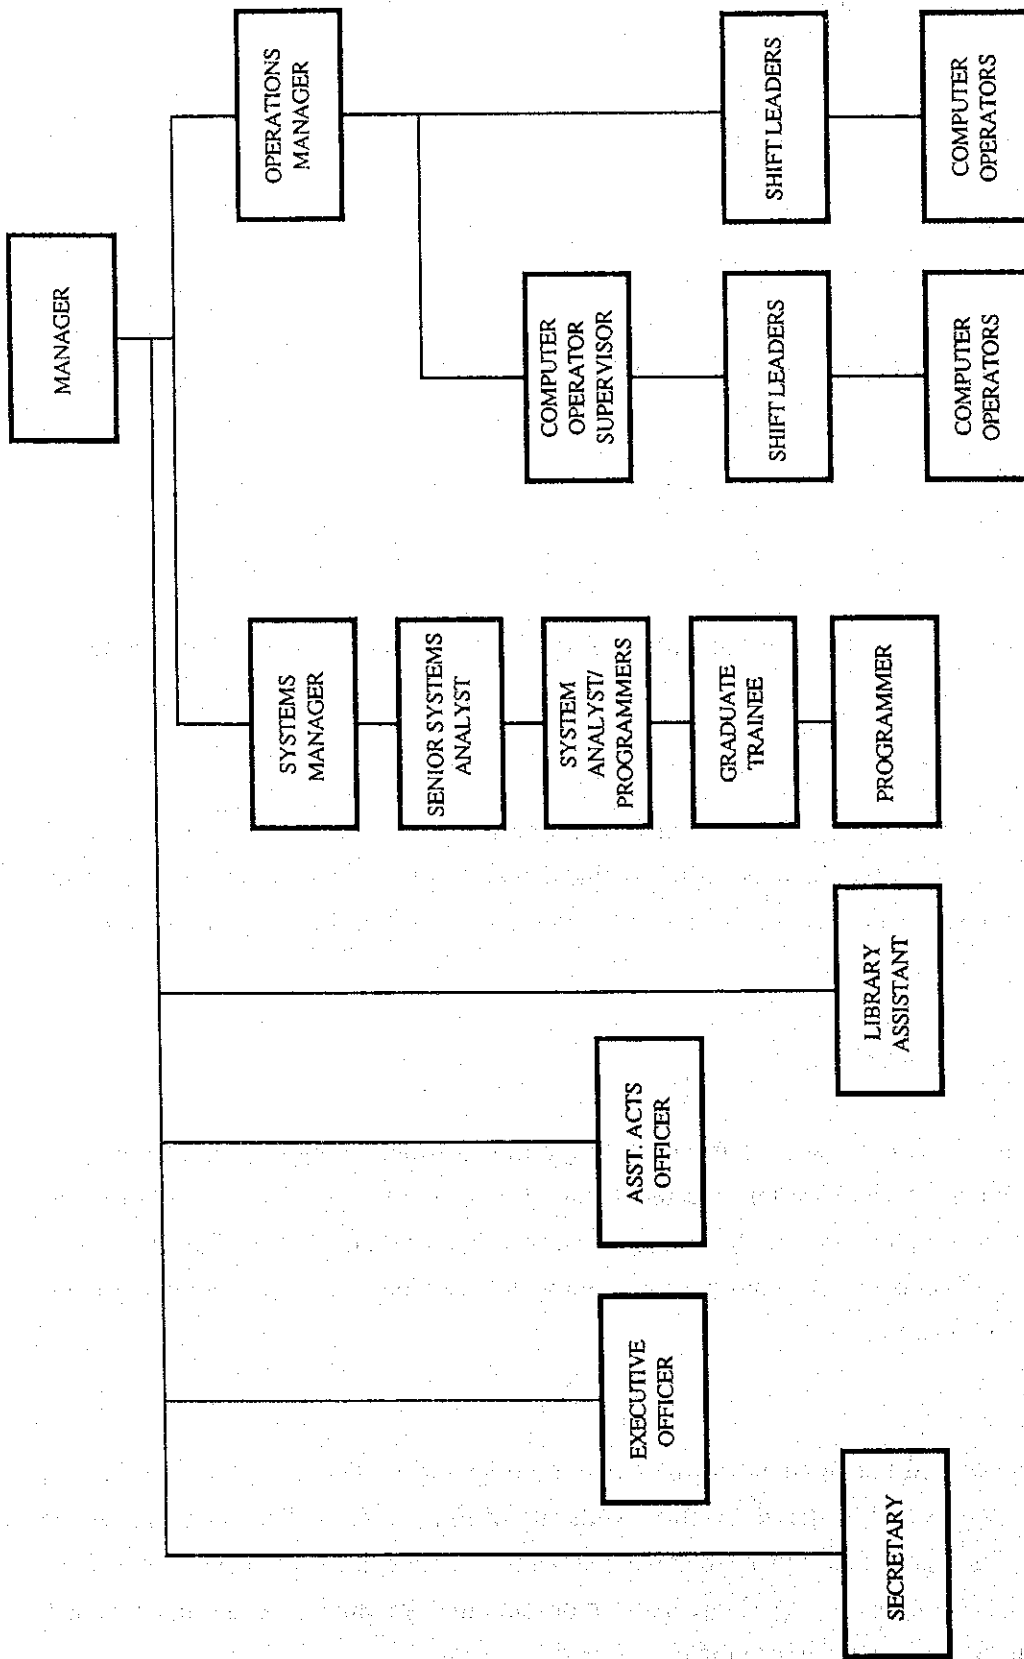 MANAGER
SYSTEMS
MANAGER
OPERATIONS
MANAGER
SENIOR SYSTEMS
ANALYST
EXECUTIVE
OFFICER
ASST. ACTS
OFFICER
SYSTEM
ANALYST/
PROGRAMMERS
COMPUTER
OPERATOR
SUPERVISOR
GRADUATE
TRAINEE
SHIFT LEADERS
SHIFT LEADERS
SECRETARY
LIBRARY
ASSISTANT
PROGRAMMER
COMPUTER
OPERATORS
COMPUTER
OPERATORS